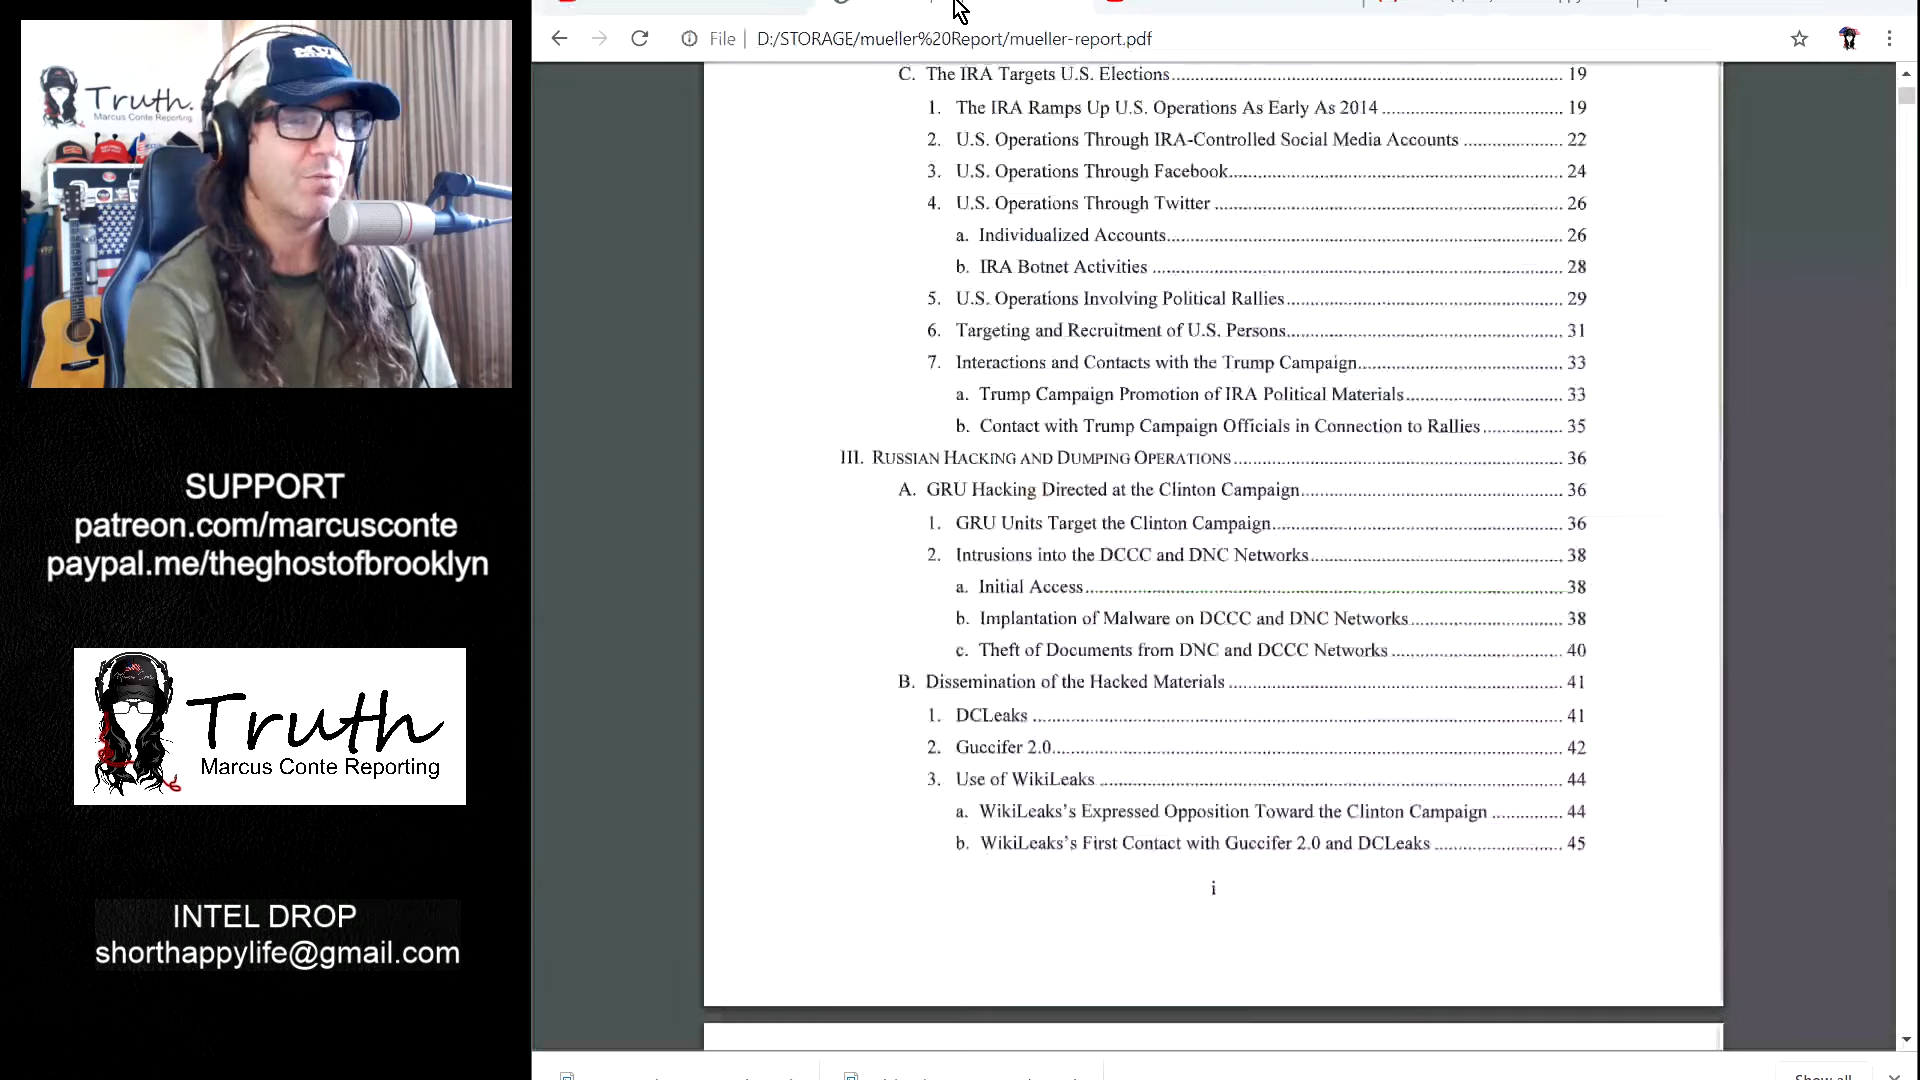 File
D:/STORAGE/mueller%20Report/mueller-report.pdf
Truth.
Marcus Conte Reporting
SUPPORT
patreon.com/marcusconte
paypal.me/theghostofbrooklyn
Truth
Marcus Conte Reporting
INTEL DROP
shorthappylife@gmail.com
C. The IRA Targets U.S. Elections 19
1. The IRA Ramps Up U.S. Operations As Early As 2014 19
2. U.S. Operations Through IRA-Controlled Social Media Accounts 22
3. U.S. Operations Through Facebook 24
4. U.S. Operations Through Twitter 26
a. Individualized Accounts 26
b. IRA Botnet Activities 28
5. U.S. Operations Involving Political Rallies 29
6. Targeting and Recruitment of U.S. Persons 31
7. Interactions and Contacts with the Trump Campaign 33
a. Trump Campaign Promotion of IRA Political Materials 33
b. Contact with Trump Campaign Officials in Connection to Rallies 35
III. RUSSIAN HACKING AND DUMPING OPERATIONS 36
A. GRU Hacking Directed at the Clinton Campaign 36
1. GRU Units Target the Clinton Campaign 36
2. Intrusions into the DCCC and DNC Networks 38
a. Initial Access 38
b. Implantation of Malware on DCCC and DNC Networks 38
c. Theft of Documents from DNC and DCCC Networks 40
B. Dissemination of the Hacked Materials 41
1. DCLeaks 41
2. Guccifer 2.0 42
3. Use of WikiLeaks 44
a. WikiLeaks's Expressed Opposition Toward the Clinton Campaign 44
b. WikiLeaks's First Contact with Guccifer 2.0 and DCLeaks 45
i
Show all